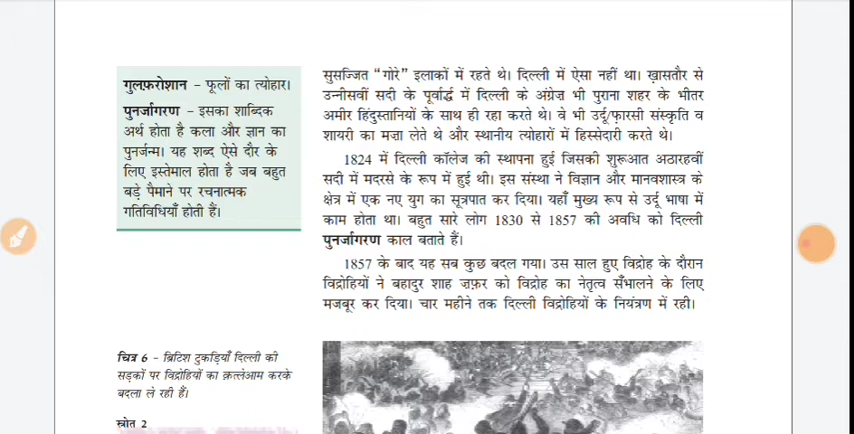 गुलफ़रोशान – फूलों का त्योहार।
पुनर्जागरण – इसका शाब्दिक
अर्थ होता है कला और ज्ञान का
पुनर्जन्म। यह शब्द ऐसे दौर के
लिए इस्तेमाल होता है जब बहुत
बड़े पैमाने पर रचनात्मक
गतिविधियाँ होती हैं।
सुसज्जित “गोरे” इलाकों में रहते थे। दिल्ली में ऐसा नहीं था। ख़ासतौर से
उन्नीसवीं सदी के पूर्वार्द्ध में दिल्ली के अंग्रेज़ भी पुराना शहर के भीतर
अमीर हिंदुस्तानियों के साथ ही रहा करते थे। वे भी उर्दू/फ़ारसी संस्कृति व
शायरी का मज़ा लेते थे और स्थानीय त्योहारों में हिस्सेदारी करते थे।
1824 में दिल्ली कॉलेज की स्थापना हुई जिसकी शुरूआत अठारहवीं
सदी में मदरसे के रूप में हुई थी। इस संस्था ने विज्ञान और मानवशास्त्र के
क्षेत्र में एक नए युग का सूत्रपात कर दिया। यहाँ मुख्य रूप से उर्दू भाषा में
काम होता था। बहुत सारे लोग 1830 से 1857 की अवधि को दिल्ली
पुनर्जागरण काल बताते हैं।
1857 के बाद यह सब कुछ बदल गया। उस साल हुए विद्रोह के दौरान
विद्रोहियों ने बहादुर शाह ज़फ़र को विद्रोह का नेतृत्व सँभालने के लिए
मजबूर कर दिया। चार महीने तक दिल्ली विद्रोहियों के नियंत्रण में रही।
चित्र 6 – ब्रिटिश टुकड़ियाँ दिल्ली की
सड़कों पर विद्रोहियों का क़त्लेआम करके
बदला ले रही हैं।
स्रोत 2